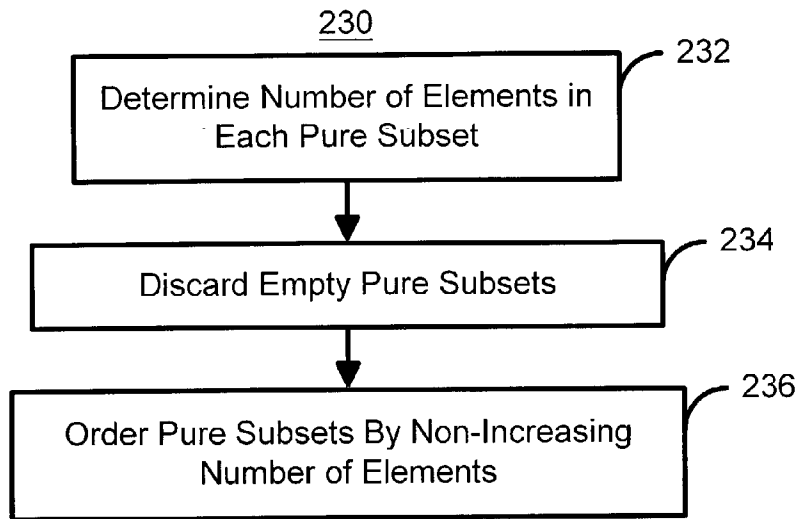 230
232
Determine Number of Elements in
Each Pure Subset
234
Discard Empty Pure Subsets
236
Order Pure Subsets By Non-Increasing
Number of Elements